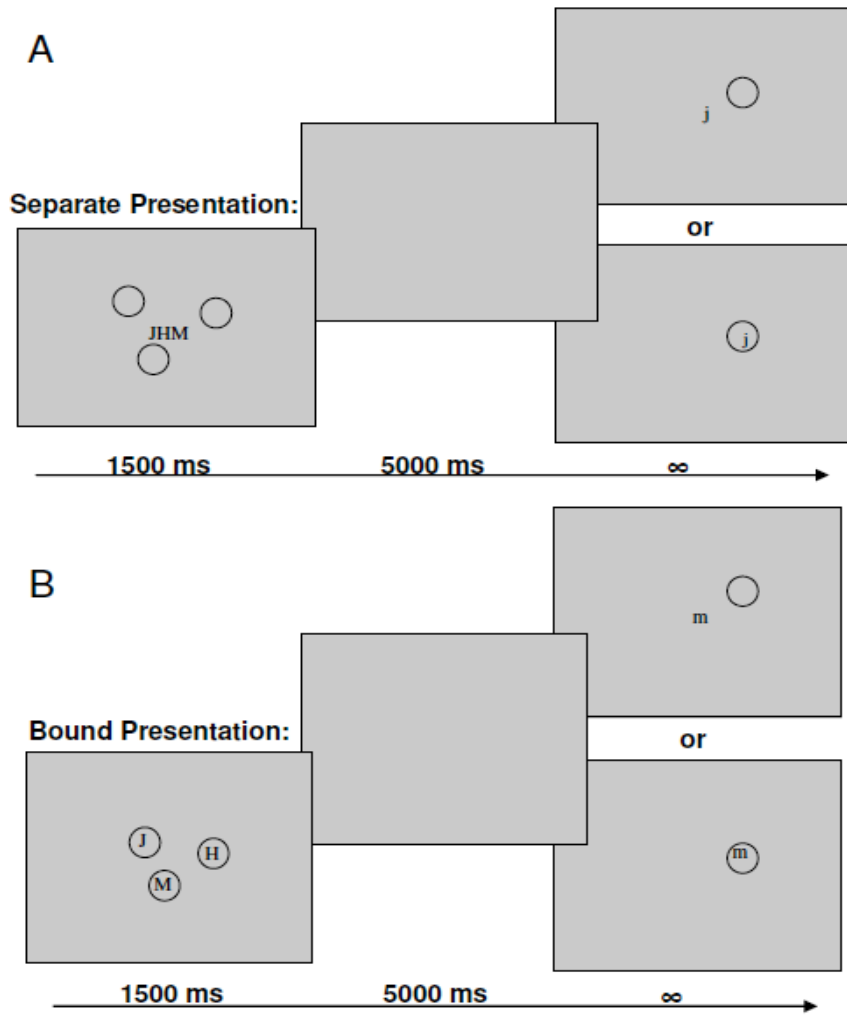 A
j
Separate Presentation:
or
JHM
j
1500 ms 5000 ms ∞
B
m
Bound Presentation:
or
J
H
M
m
1500 ms 5000 ms ∞